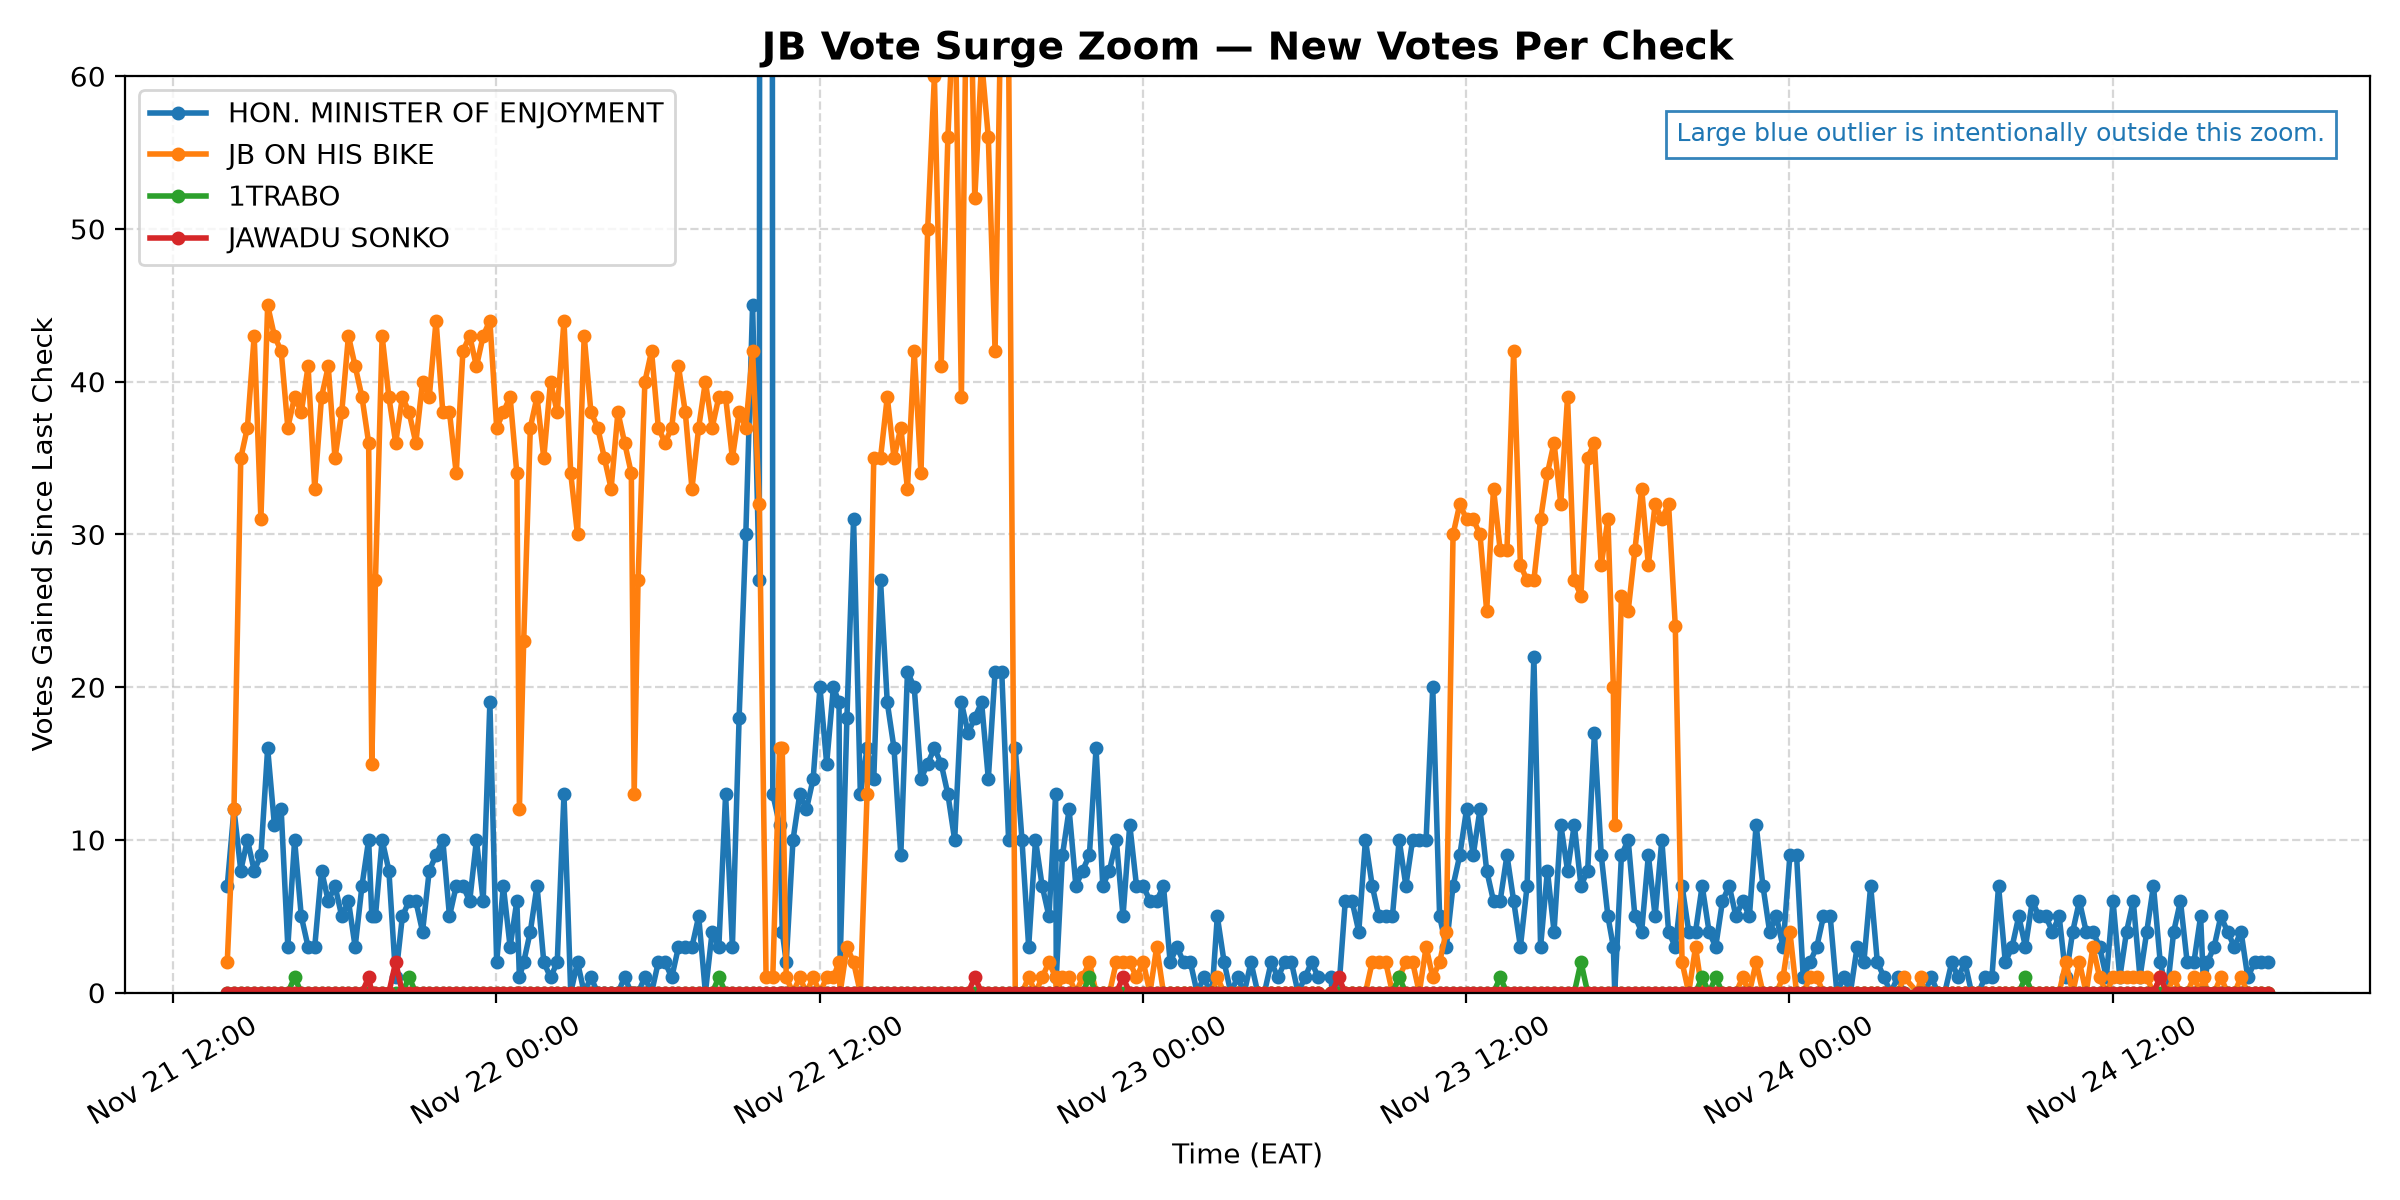 JB Vote Surge Zoom — New Votes Per Check
HON. MINISTER OF ENJOYMENT
JB ON HIS BIKE
1TRABO
JAWADU SONKO
Large blue outlier is intentionally outside this zoom.
Votes Gained Since Last Check
60
50
40
30
20
10
0
Nov 21 12:00
Nov 22 00:00
Nov 22 12:00
Nov 23 00:00
Nov 23 12:00
Nov 24 00:00
Nov 24 12:00
Time (EAT)